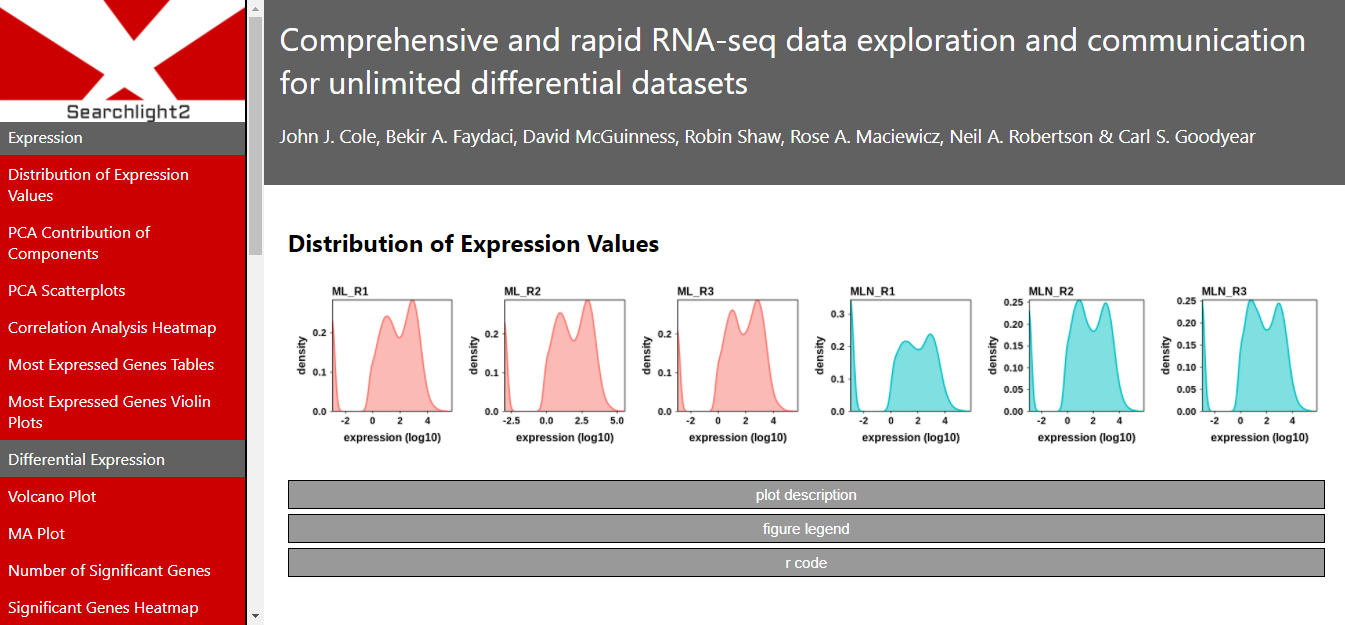 Searchlight2
Expression
Distribution of Expression
Values
PCA Contribution of
Components
PCA Scatterplots
Correlation Analysis Heatmap
Most Expressed Genes Tables
Most Expressed Genes Violin
Plots
Differential Expression
Volcano Plot
MA Plot
Number of Significant Genes
Significant Genes Heatmap
Comprehensive and rapid RNA-seq data exploration and communication
for unlimited differential datasets
John J. Cole, Bekir A. Faydaci, David McGuinness, Robin Shaw, Rose A. Maciewicz, Neil A. Robertson & Carl S. Goodyear
Distribution of Expression Values
ML_R1
density
0.2
0.1
0.0
-2 0 2 4
expression (log10)
ML_R2
density
0.2
0.1
0.0
-2.5 0.0 2.5 5.0
expression (log10)
ML_R3
density
0.2
0.1
0.0
-2 0 2 4
expression (log10)
MLN_R1
density
0.3
0.2
0.1
0.0
-2 0 2 4
expression (log10)
MLN_R2
density
0.25
0.20
0.15
0.10
0.05
0.00
-2 0 2 4
expression (log10)
MLN_R3
density
0.25
0.20
0.15
0.10
0.05
0.00
-2 0 2 4
expression (log10)
plot description
figure legend
r code